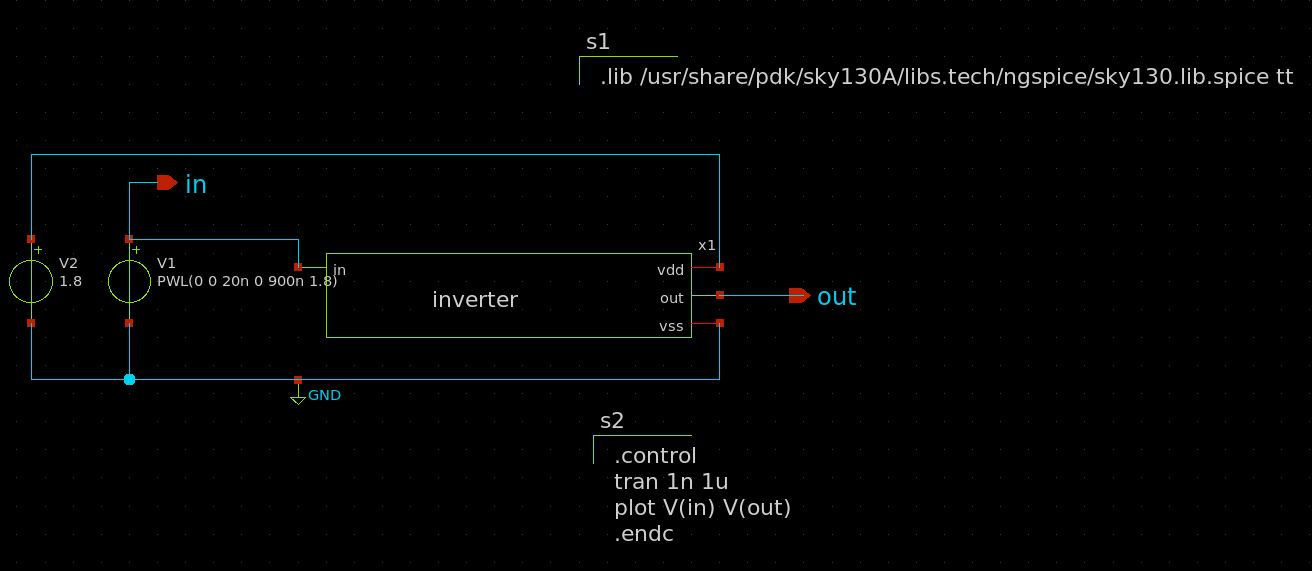 s1
.lib /usr/share/pdk/sky130A/libs.tech/ngspice/sky130.lib.spice tt
in
x1
+
V2
1.8
+
V1
PWL(0 0 20n 0 900n 1.8)
in
inverter
vdd
out
vss
out
GND
s2
.control
tran 1n 1u
plot V(in) V(out)
.endc